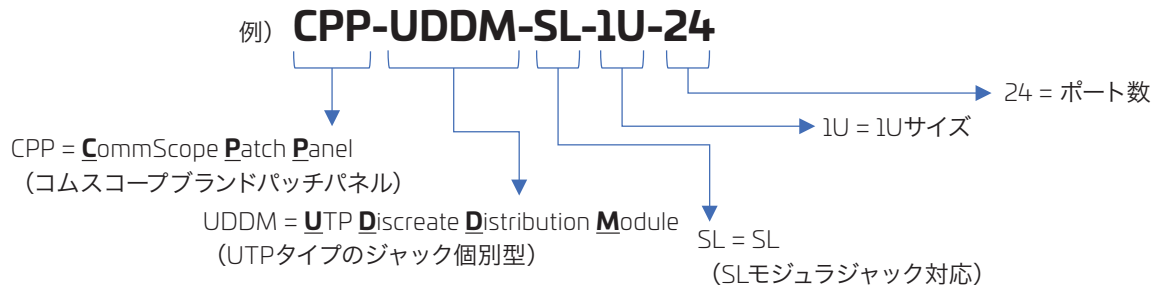 例） CPP-UDDM-SL-1U-24
24 = ポート数
1U = 1Uサイズ
CPP = CommScope Patch Panel
（コムスコープブランドパッチパネル）
UDDM = UTP Discreate Distribution Module
（UTPタイプのジャック個別型）
SL = SL
（SLモジュラジャック対応）